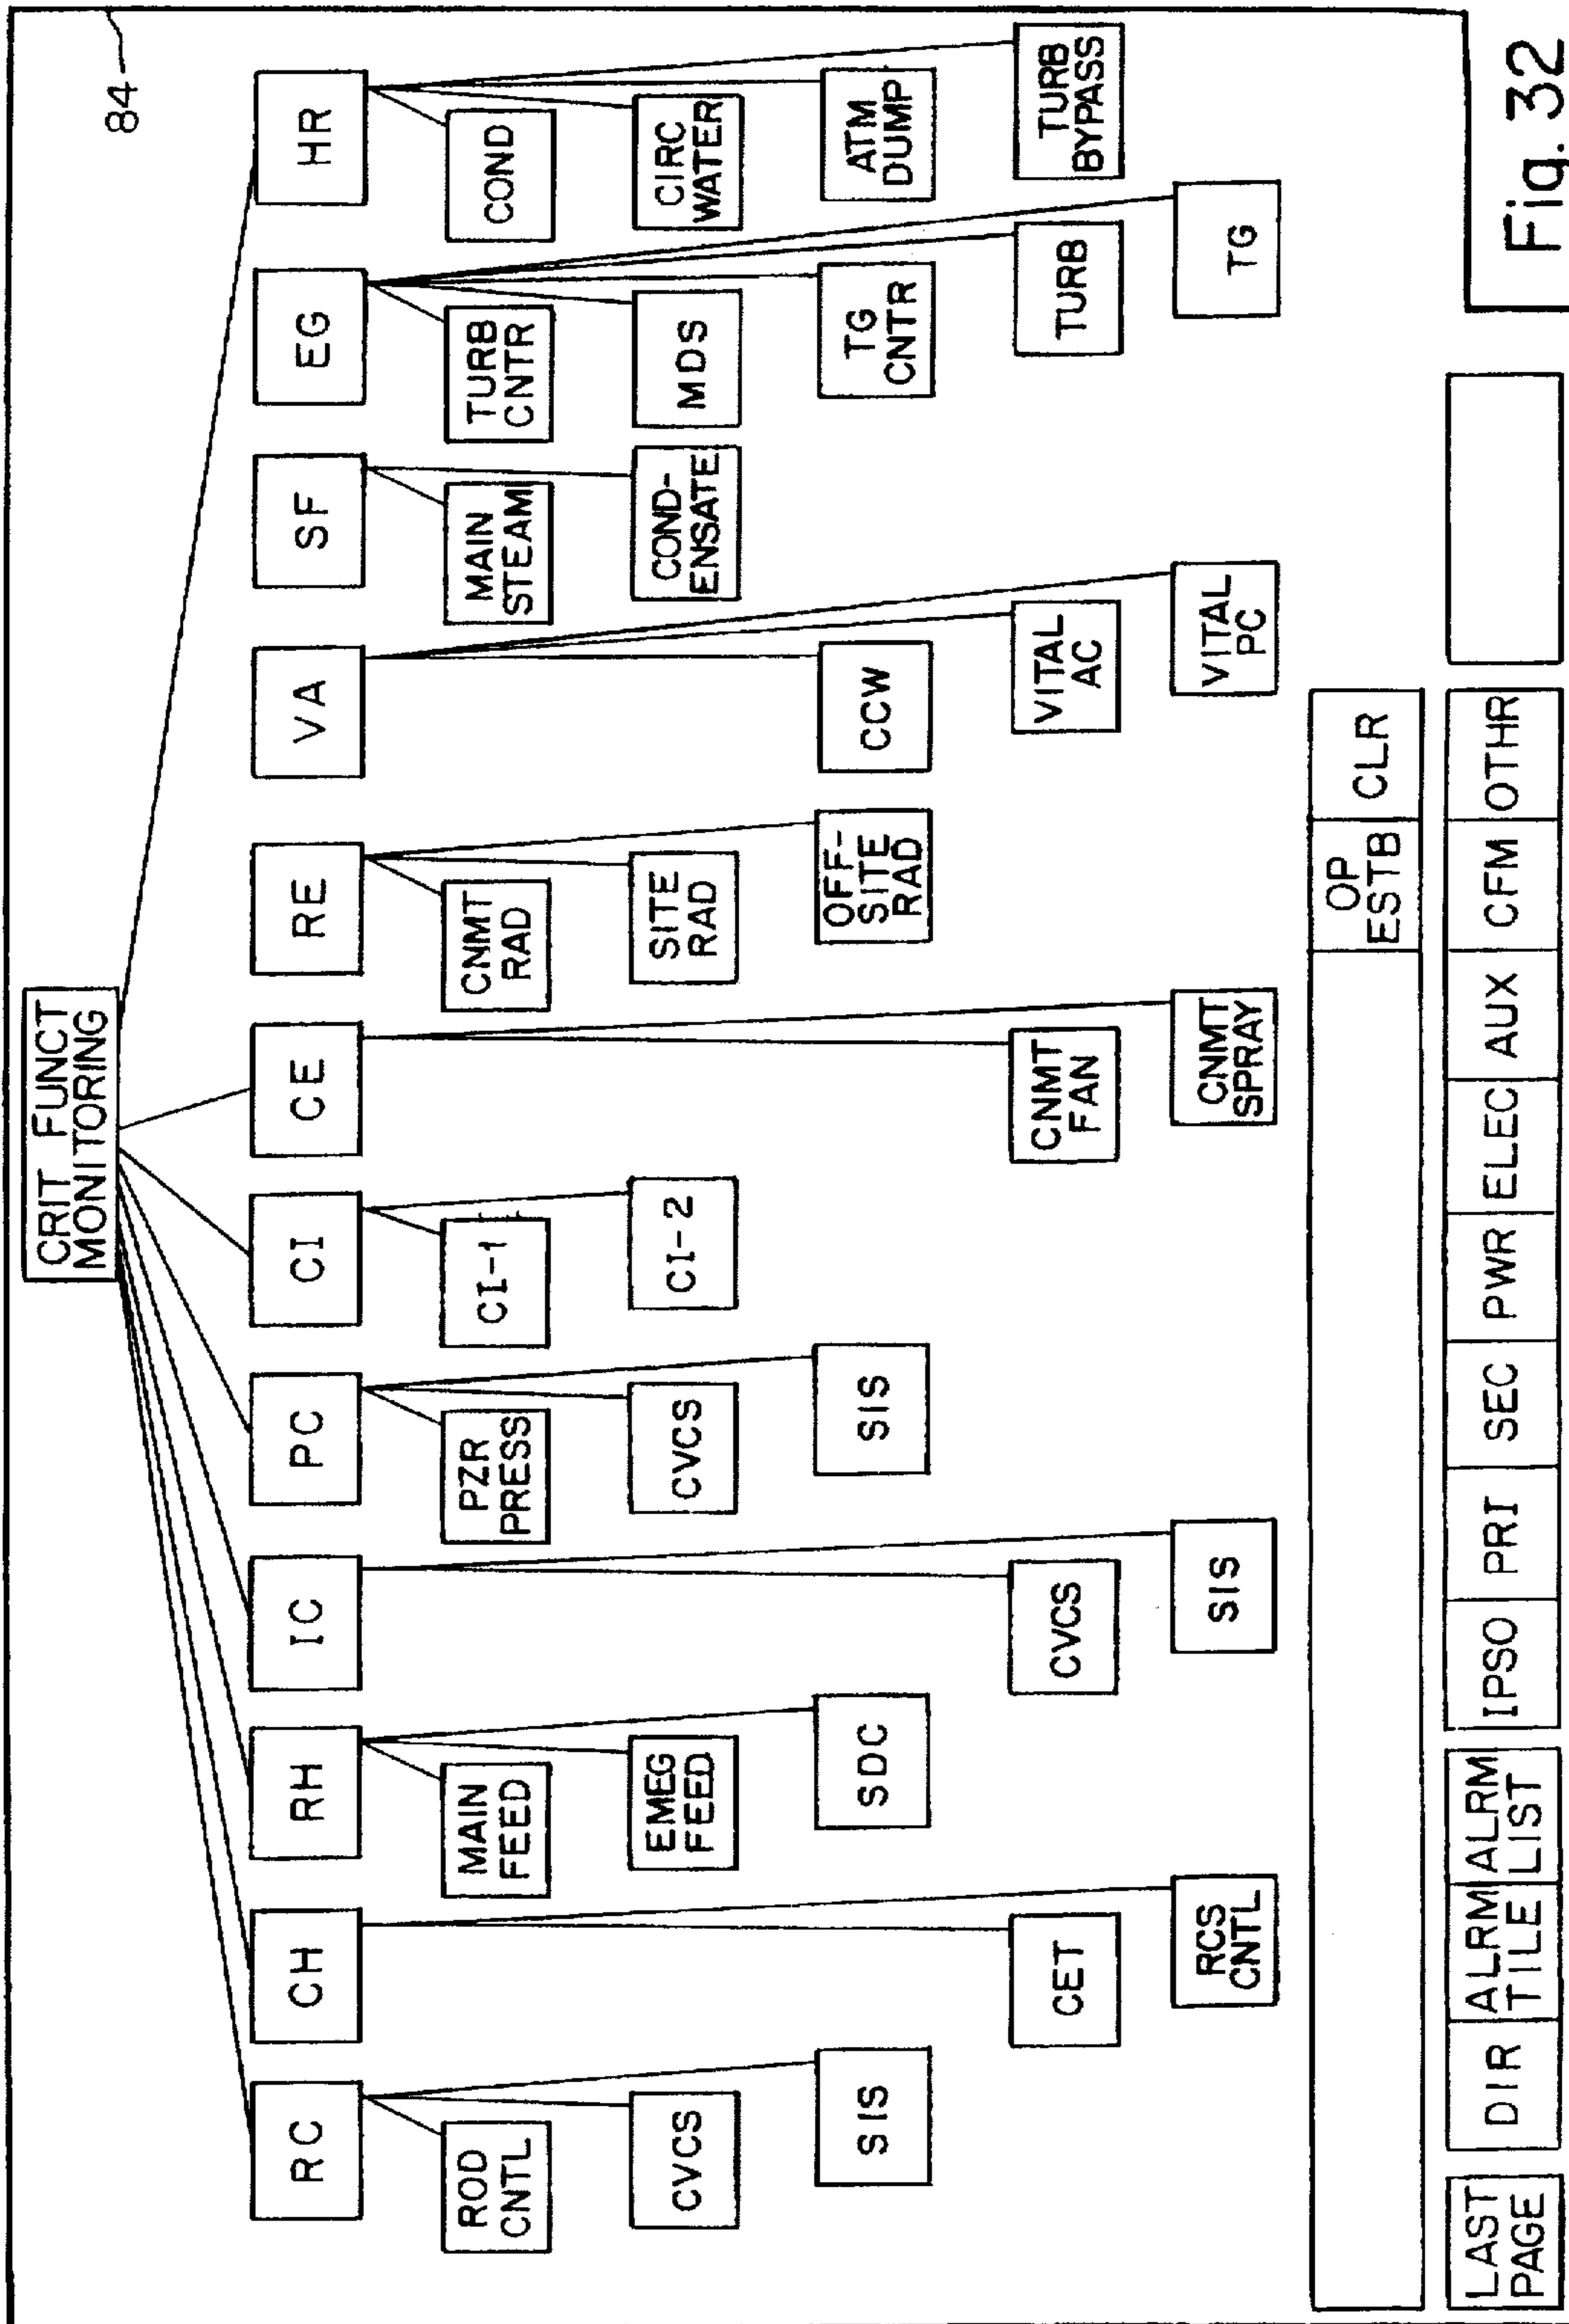 84
CRIT FUNCT
MONITORING
RC
CH
RH
IC
PC
CI
CE
RE
VA
SF
EG
HR
ROD
CNTL
MAIN
FEED
PZR
PRESS
CI-1
CNMT
RAD
MAIN
STEAM
TURB
CNTR
COND
CVCS
EMEG
FEED
CVCS
CI-2
SITE
RAD
COND-
ENSATE
MDS
CIRC
WATER
SIS
SDC
SIS
OFF-
SITE
RAD
CCW
TG
CNTR
ATM
DUMP
CET
CVCS
CNMT
FAN
VITAL
AC
TURB
TURB
BYPASS
RCS
CNTL
SIS
CNMT
SPRAY
VITAL
PC
TG
OP
ESTB
CLR
LAST
PAGE
DIR
ALRM
TILE
ALRM
LIST
IPSO
PRI
SEC
PWR
ELEC
AUX
CFM
OTHR
Fig. 32